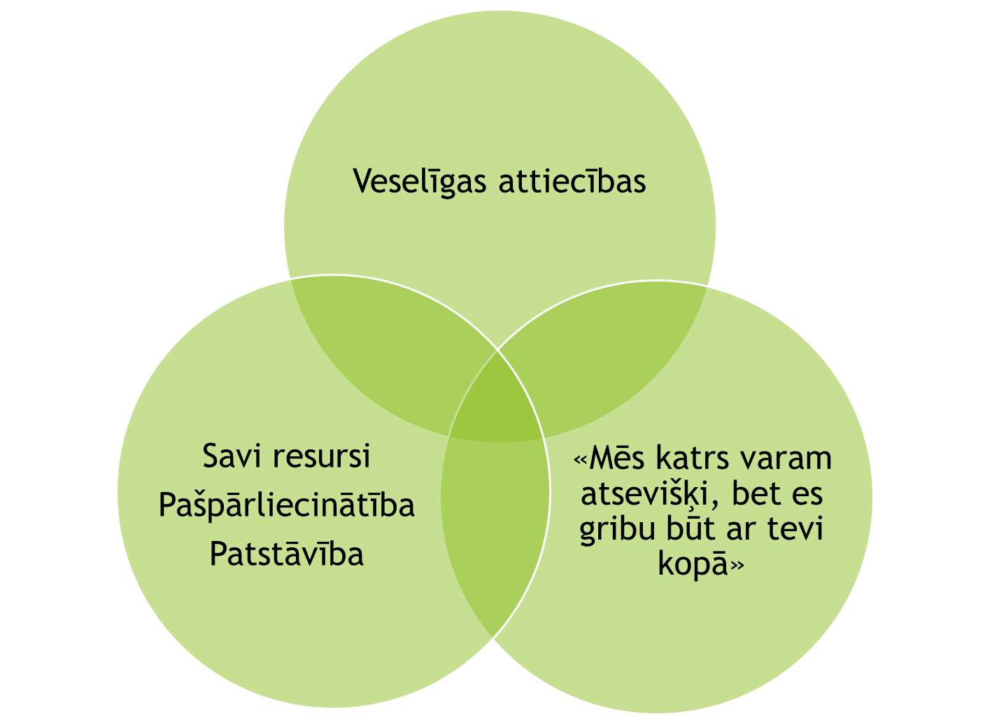 Veselīgas attiecības
Savi resursi
Pašpārliecinātība
Patstāvība
«Mēs katrs varam
atsevišķi, bet es
gribu būt ar tevi
kopā»